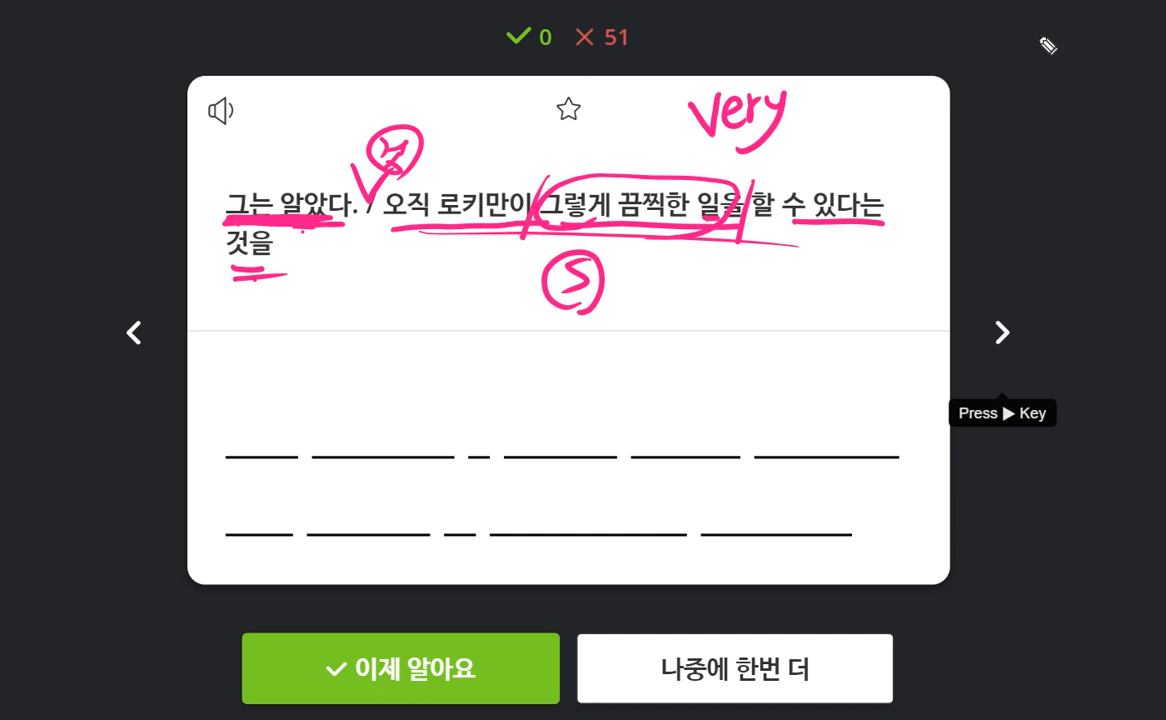 0 51
very
그는 알았다. / 오직 로키만이 그렇게 끔찍한 일을 할 수 있다는
것을
S
Press ▶ Key
이제 알아요
나중에 한번 더